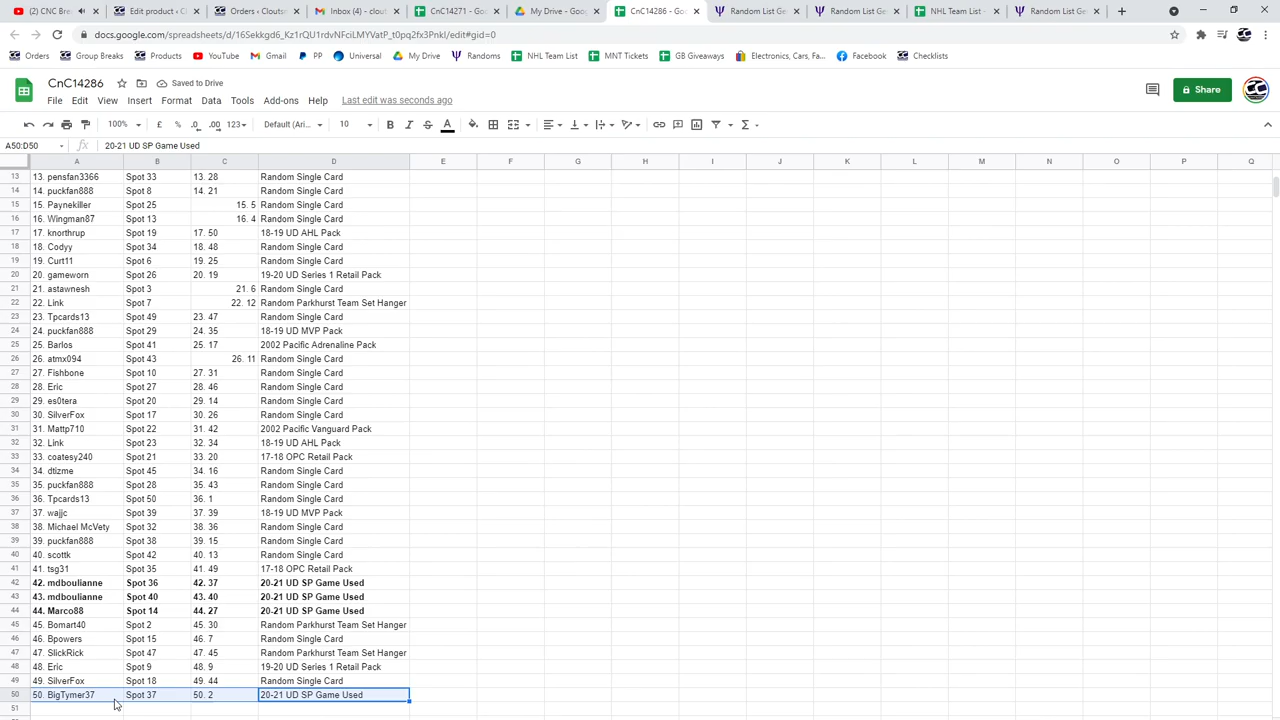 (2) CNC Bre
Edit product ‹ C
Orders ‹ Clouts
Inbox (4) - clou
CnC14271 - Goo
My Drive - Goog
CnC14286 - Goo
Random List Ge
Random List Ge
NHL Team List -
Random List Ge
docs.google.com/spreadsheets/d/16Sekkgd6_Kz1rQU1rdvNFciLMYVatP_t0pq2fx3Pnkl/edit#gid=0
Orders Group Breaks Products YouTube Gmail PP Universal My Drive Randoms NHL Team List MNT Tickets GB Giveaways Electronics, Cars, Fa... Facebook Checklists
CnC14286 Saved to Drive
File Edit View Insert Format Data Tools Add-ons Help Last edit was seconds ago
Share
100% £ % .0 .00 123 Default (Ari... 10 B I S A
A50:D50 fx 20-21 UD SP Game Used
A B C D E F G H I J K L M N O P Q
13 13. pensfan3366 Spot 33 13. 28 Random Single Card
14 14. puckfan888 Spot 8 14. 21 Random Single Card
15 15. Paynekiller Spot 25 15. 5 Random Single Card
16 16. Wingman87 Spot 13 16. 4 Random Single Card
17 17. knorthrup Spot 19 17. 50 18-19 UD AHL Pack
18 18. Codyy Spot 34 18. 48 Random Single Card
19 19. Curt11 Spot 6 19. 25 Random Single Card
20 20. gameworn Spot 26 20. 19 19-20 UD Series 1 Retail Pack
21 21. astawnesh Spot 3 21. 6 Random Single Card
22 22. Link Spot 7 22. 12 Random Parkhurst Team Set Hanger
23 23. Tpcards13 Spot 49 23. 47 Random Single Card
24 24. puckfan888 Spot 29 24. 35 18-19 UD MVP Pack
25 25. Barlos Spot 41 25. 17 2002 Pacific Adrenaline Pack
26 26. atmx094 Spot 43 26. 11 Random Single Card
27 27. Fishbone Spot 10 27. 31 Random Single Card
28 28. Eric Spot 27 28. 46 Random Single Card
29 29. es0tera Spot 20 29. 14 Random Single Card
30 30. SilverFox Spot 17 30. 26 Random Single Card
31 31. Mattp710 Spot 22 31. 42 2002 Pacific Vanguard Pack
32 32. Link Spot 23 32. 34 18-19 UD AHL Pack
33 33. coatesy240 Spot 21 33. 20 17-18 OPC Retail Pack
34 34. dtizme Spot 45 34. 16 Random Single Card
35 35. puckfan888 Spot 28 35. 43 Random Single Card
36 36. Tpcards13 Spot 50 36. 1 Random Single Card
37 37. wajjc Spot 39 37. 39 18-19 UD MVP Pack
38 38. Michael McVety Spot 32 38. 36 Random Single Card
39 39. puckfan888 Spot 38 39. 15 Random Single Card
40 40. scottk Spot 42 40. 13 Random Single Card
41 41. tsg31 Spot 35 41. 49 17-18 OPC Retail Pack
42 42. mdboulianne Spot 36 42. 37 20-21 UD SP Game Used
43 43. mdboulianne Spot 40 43. 40 20-21 UD SP Game Used
44 44. Marco88 Spot 14 44. 27 20-21 UD SP Game Used
45 45. Bomart40 Spot 2 45. 30 Random Parkhurst Team Set Hanger
46 46. Bpowers Spot 15 46. 7 Random Single Card
47 47. SlickRick Spot 47 47. 45 Random Parkhurst Team Set Hanger
48 48. Eric Spot 9 48. 9 19-20 UD Series 1 Retail Pack
49 49. SilverFox Spot 18 49. 44 Random Single Card
50 50. BigTymer37 Spot 37 50. 2 20-21 UD SP Game Used
51